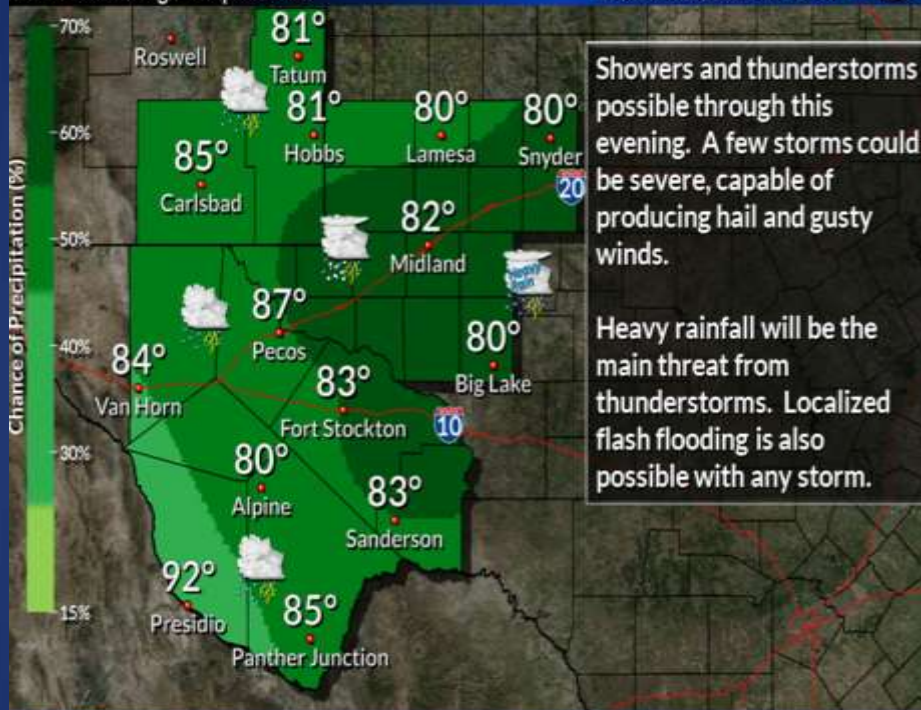 70%
60%
50%
40%
30%
15%
Chance of Precipitation (%)
Roswell
81°
Tatum
81°
Hobbs
80°
Lamesa
80°
Snyder
85°
Carlsbad
20
82°
Midland
Heavy
Rain
87°
Pecos
80°
Big Lake
84°
Van Horn
83°
Fort Stockton
10
80°
Alpine
83°
Sanderson
92°
Presidio
85°
Panther Junction
Showers and thunderstorms
possible through this
evening. A few storms could
be severe, capable of
producing hail and gusty
winds.
Heavy rainfall will be the
main threat from
thunderstorms. Localized
flash flooding is also
possible with any storm.